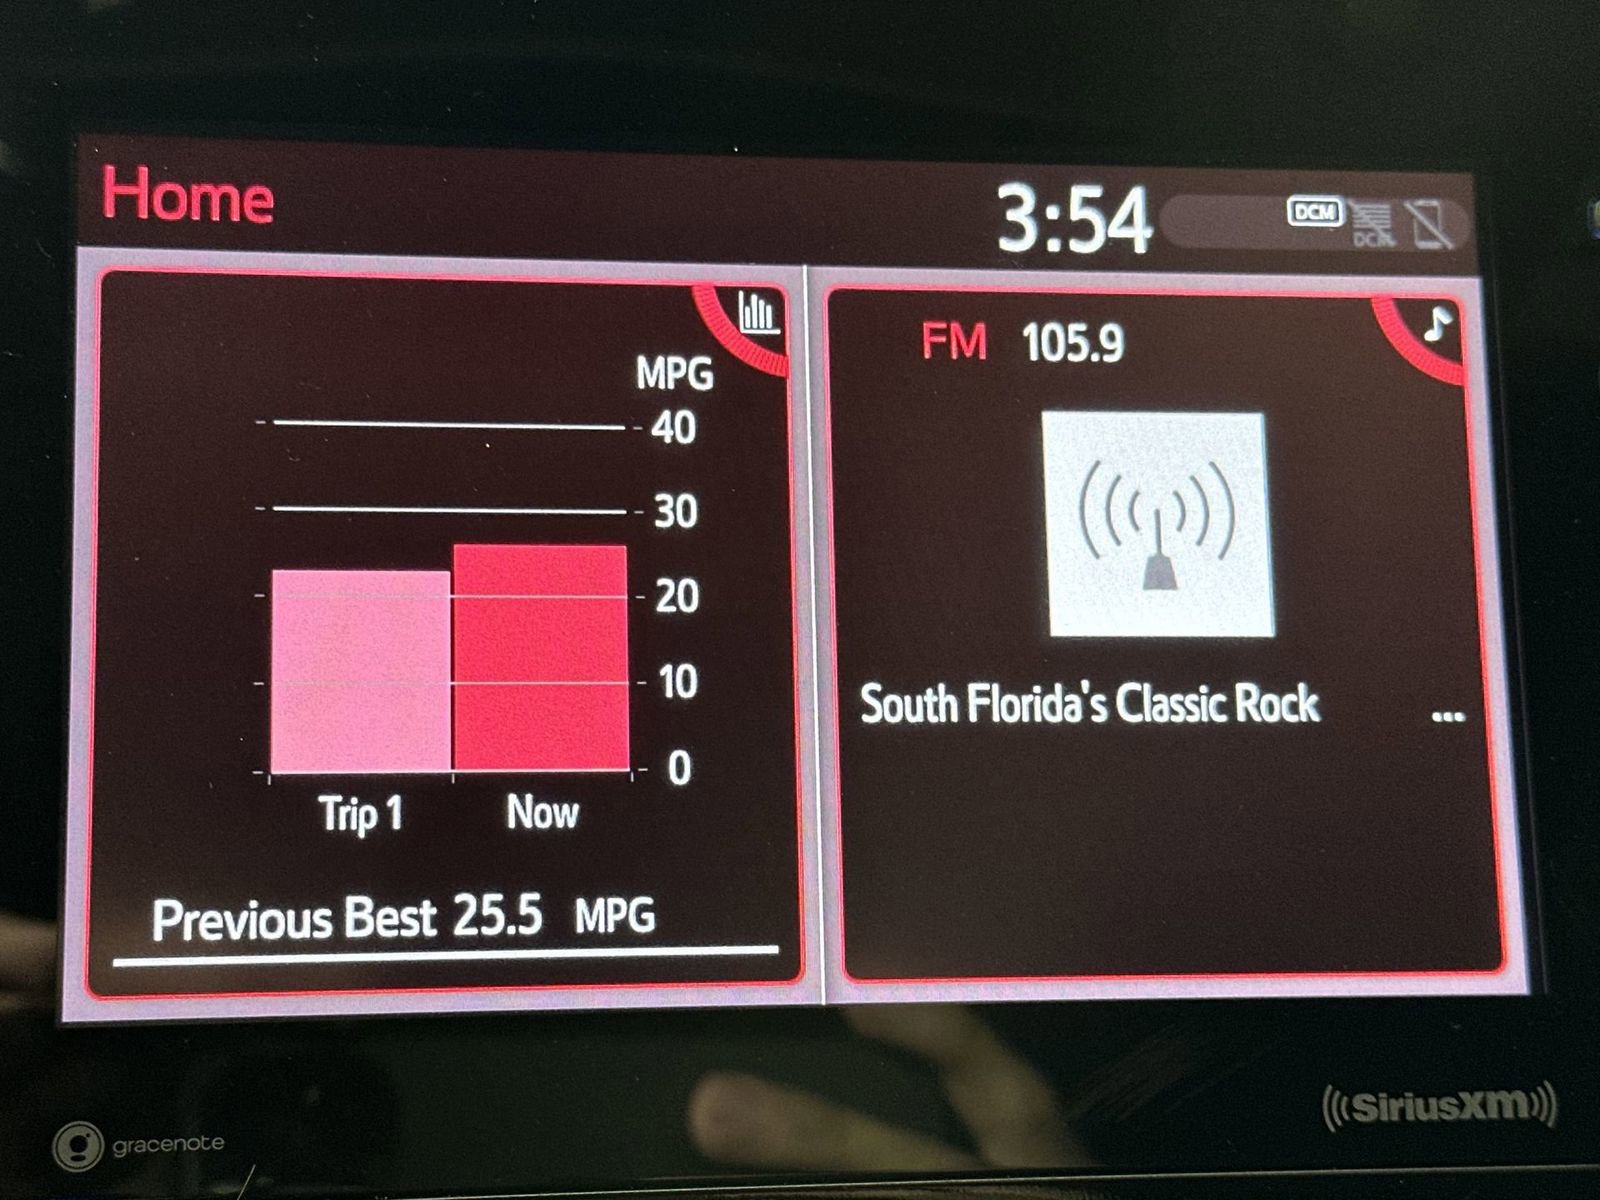 Home
3:54
DCM
DCM
MPG
40
30
20
10
0
Trip 1
Now
Previous Best 25.5 MPG
FM 105.9
South Florida's Classic Rock ...
gracenote
SiriusXM